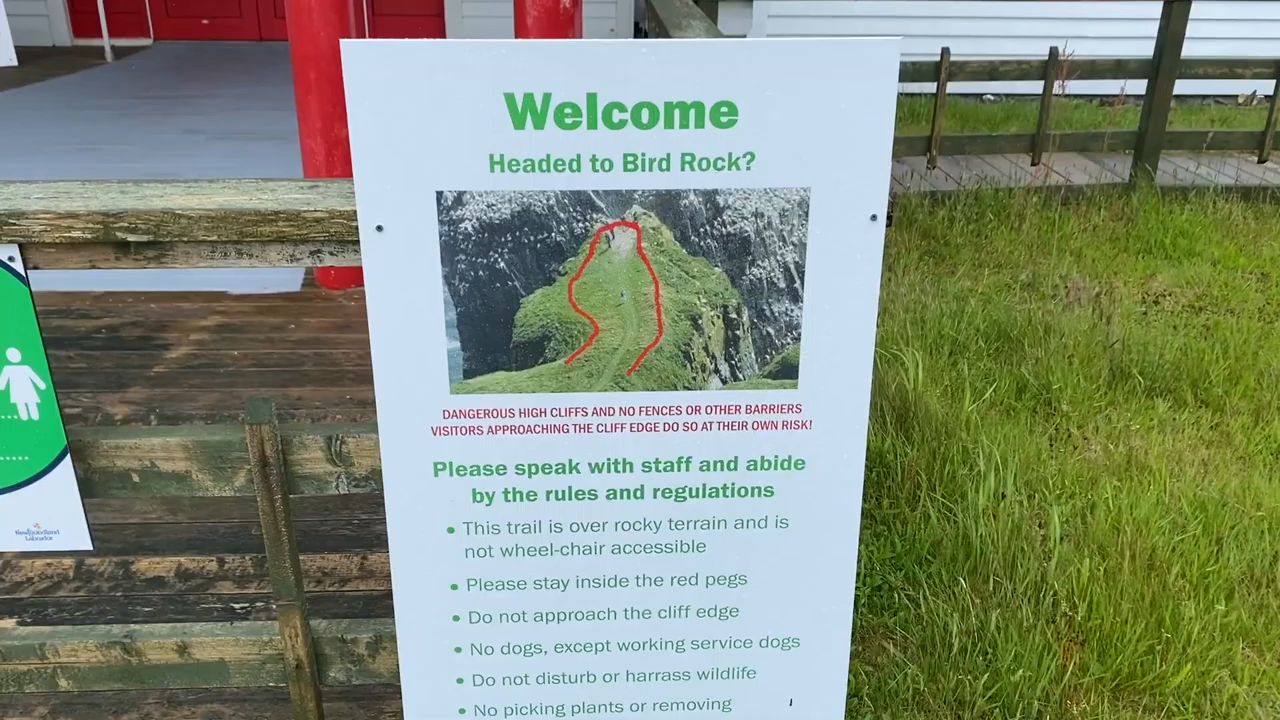 Welcome
Headed to Bird Rock?
DANGEROUS HIGH CLIFFS AND NO FENCES OR OTHER BARRIERS
VISITORS APPROACHING THE CLIFF EDGE DO SO AT THEIR OWN RISK!
Please speak with staff and abide
by the rules and regulations
• This trail is over rocky terrain and is
not wheel-chair accessible
• Please stay inside the red pegs
• Do not approach the cliff edge
• No dogs, except working service dogs
• Do not disturb or harrass wildlife
• No picking plants or removing
Newfoundland
Labrador